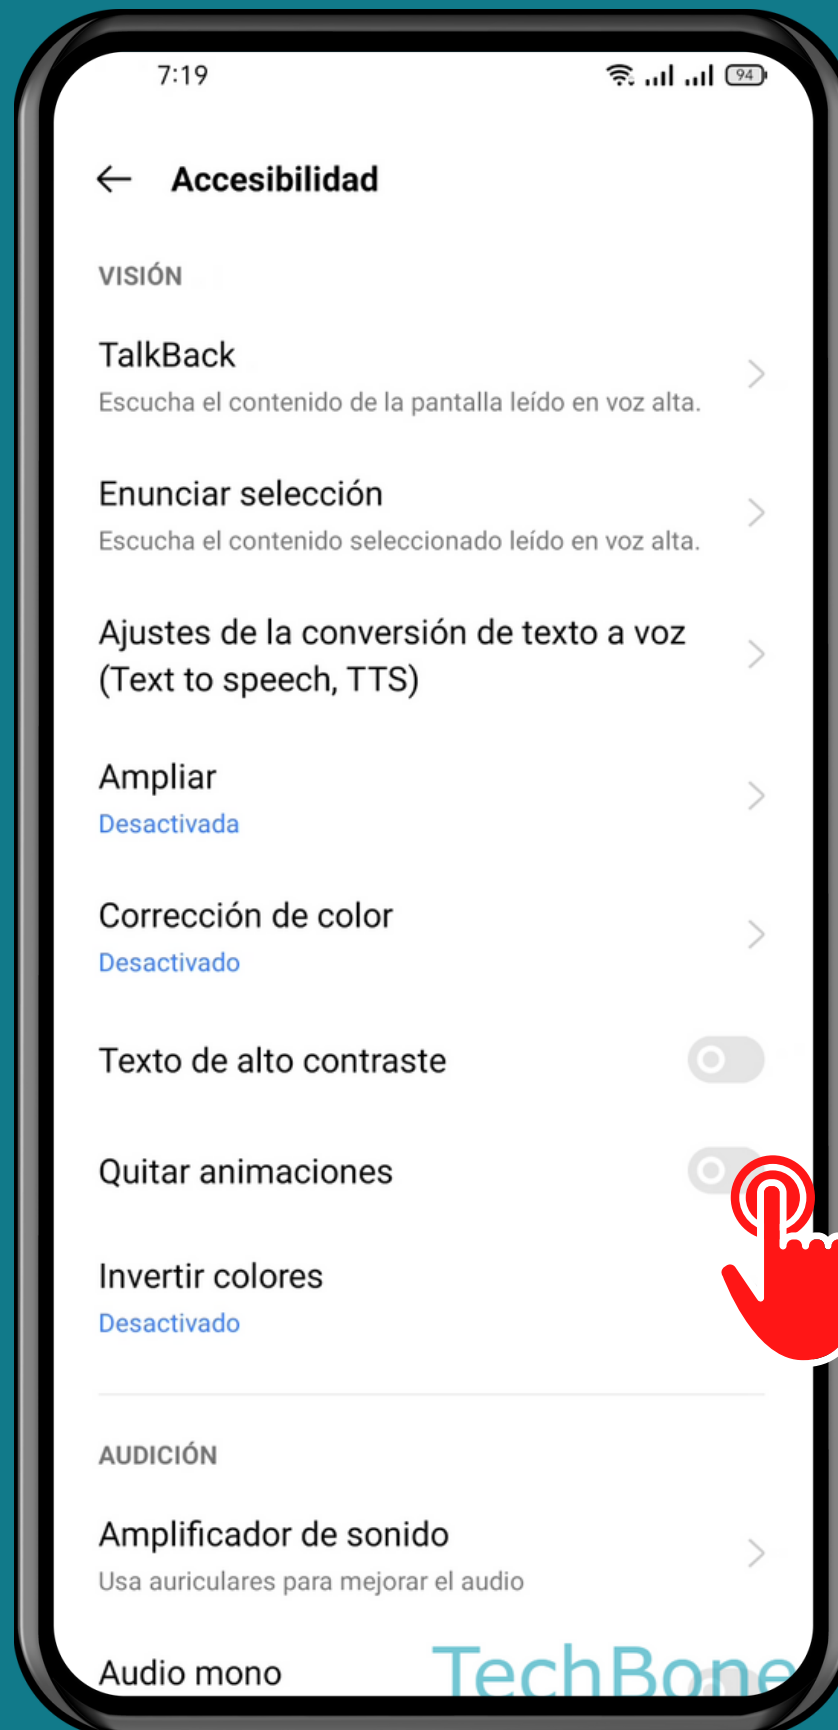 7:19
94
Accesibilidad
VISIÓN
TalkBack
Escucha el contenido de la pantalla leído en voz alta.
Enunciar selección
Escucha el contenido seleccionado leído en voz alta.
Ajustes de la conversión de texto a voz
(Text to speech, TTS)
Ampliar
Desactivada
Corrección de color
Desactivado
Texto de alto contraste
Quitar animaciones
Invertir colores
Desactivado
AUDICIÓN
Amplificador de sonido
Usa auriculares para mejorar el audio
Audio mono
TechBone